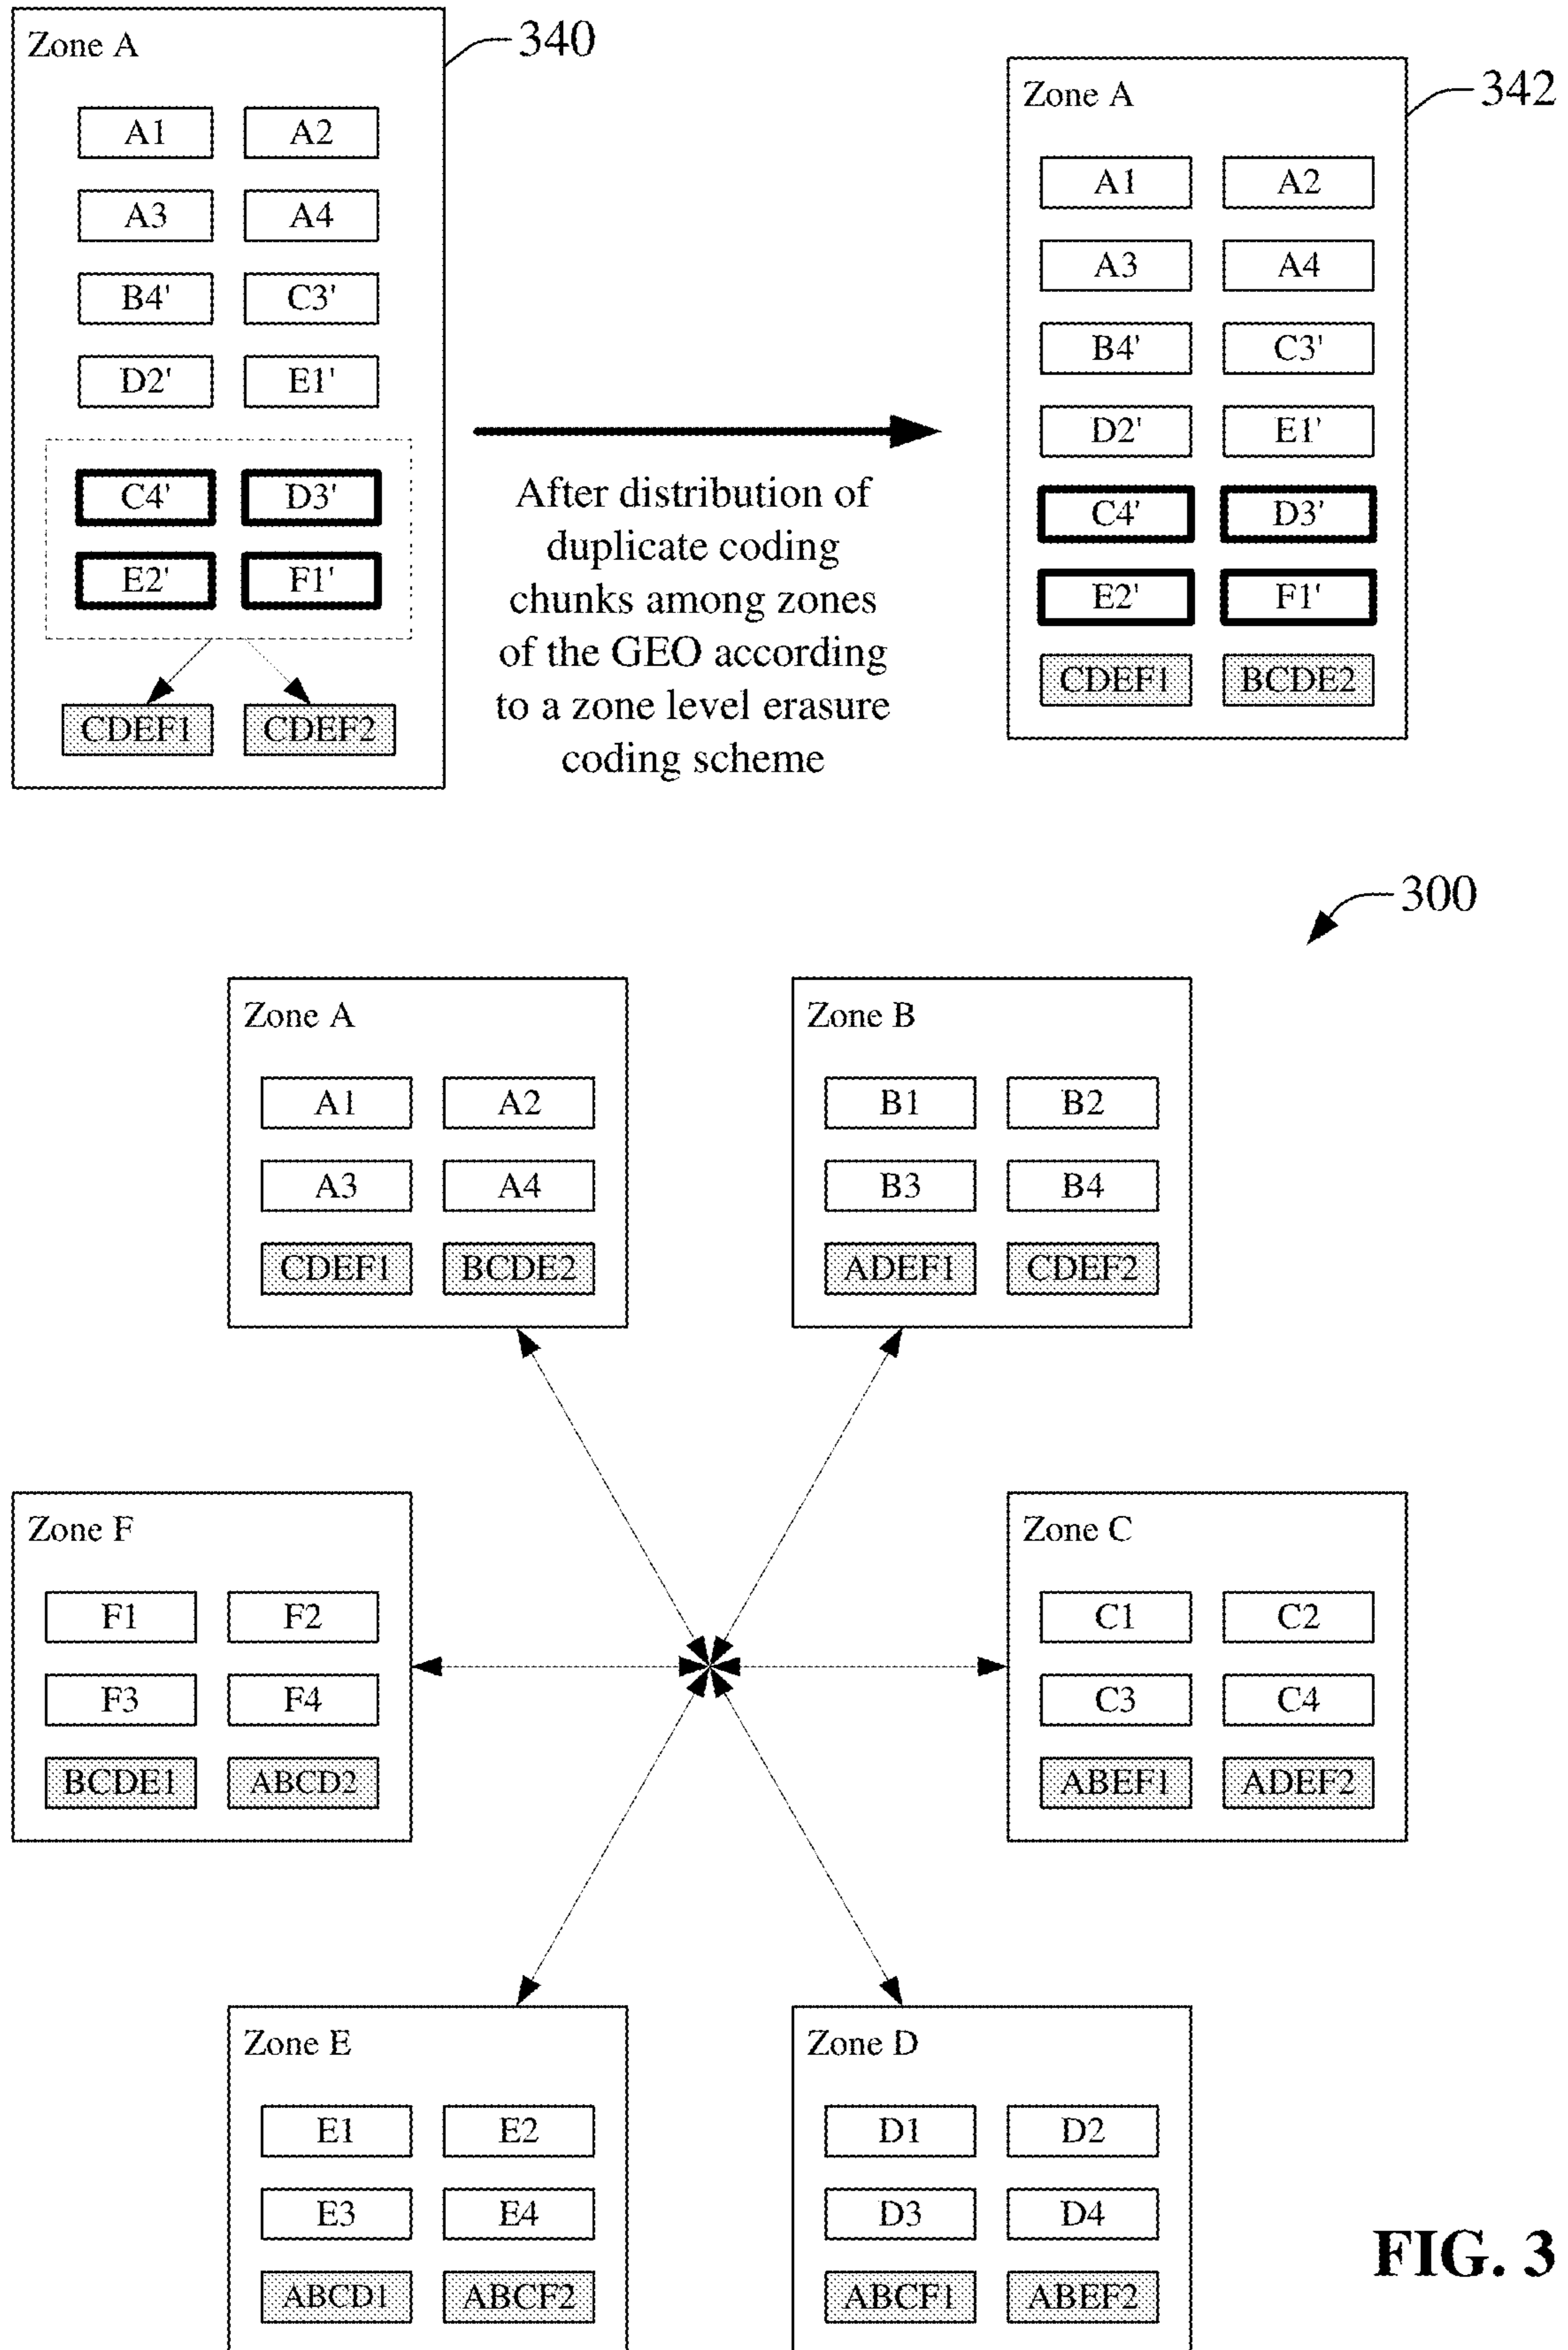 Zone A
340
A1 A2
A3 A4
B4' C3'
D2' E1'
C4' D3'
E2' F1'
CDEF1 CDEF2
After distribution of
duplicate coding
chunks among zones
of the GEO according
to a zone level erasure
coding scheme
Zone A
342
A1 A2
A3 A4
B4' C3'
D2' E1'
C4' D3'
E2' F1'
CDEF1 BCDE2
300
Zone A
A1 A2
A3 A4
CDEF1 BCDE2
Zone B
B1 B2
B3 B4
ADEF1 CDEF2
Zone F
F1 F2
F3 F4
BCDE1 ABCD2
Zone C
C1 C2
C3 C4
ABEF1 ADEF2
Zone E
E1 E2
E3 E4
ABCD1 ABCF2
Zone D
D1 D2
D3 D4
ABCF1 ABEF2
FIG. 3